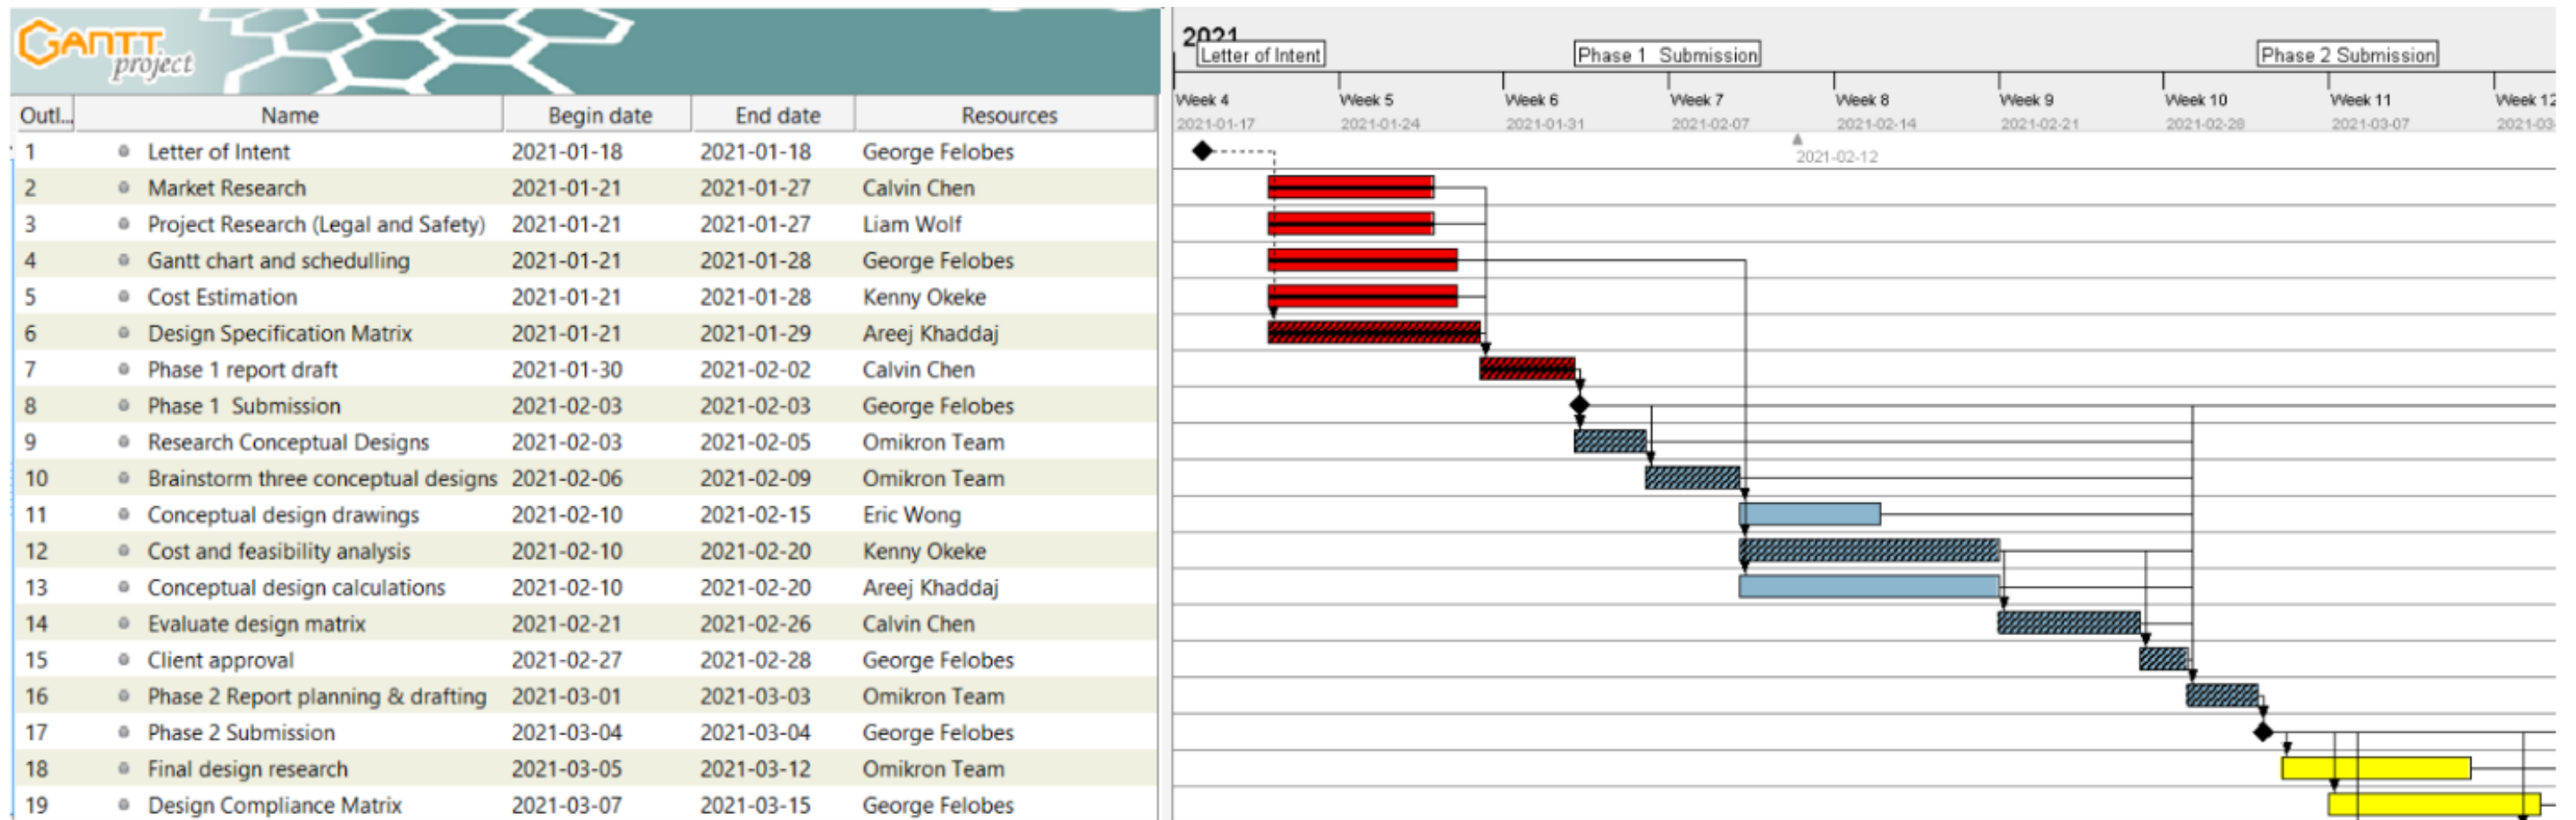 GANTT
project
2021
Letter of Intent Phase 1 Submission Phase 2 Submission
Week 4 Week 5 Week 6 Week 7 Week 8 Week 9 Week 10 Week 11 Week 12
2021-01-17 2021-01-24 2021-01-31 2021-02-07 2021-02-14 2021-02-21 2021-02-28 2021-03-07 2021-03-
2021-02-12
Outl... Name Begin date End date Resources
1 Letter of Intent 2021-01-18 2021-01-18 George Felobes
2 Market Research 2021-01-21 2021-01-27 Calvin Chen
3 Project Research (Legal and Safety) 2021-01-21 2021-01-27 Liam Wolf
4 Gantt chart and schedulling 2021-01-21 2021-01-28 George Felobes
5 Cost Estimation 2021-01-21 2021-01-28 Kenny Okeke
6 Design Specification Matrix 2021-01-21 2021-01-29 Areej Khaddaj
7 Phase 1 report draft 2021-01-30 2021-02-02 Calvin Chen
8 Phase 1 Submission 2021-02-03 2021-02-03 George Felobes
9 Research Conceptual Designs 2021-02-03 2021-02-05 Omikron Team
10 Brainstorm three conceptual designs 2021-02-06 2021-02-09 Omikron Team
11 Conceptual design drawings 2021-02-10 2021-02-15 Eric Wong
12 Cost and feasibility analysis 2021-02-10 2021-02-20 Kenny Okeke
13 Conceptual design calculations 2021-02-10 2021-02-20 Areej Khaddaj
14 Evaluate design matrix 2021-02-21 2021-02-26 Calvin Chen
15 Client approval 2021-02-27 2021-02-28 George Felobes
16 Phase 2 Report planning & drafting 2021-03-01 2021-03-03 Omikron Team
17 Phase 2 Submission 2021-03-04 2021-03-04 George Felobes
18 Final design research 2021-03-05 2021-03-12 Omikron Team
19 Design Compliance Matrix 2021-03-07 2021-03-15 George Felobes